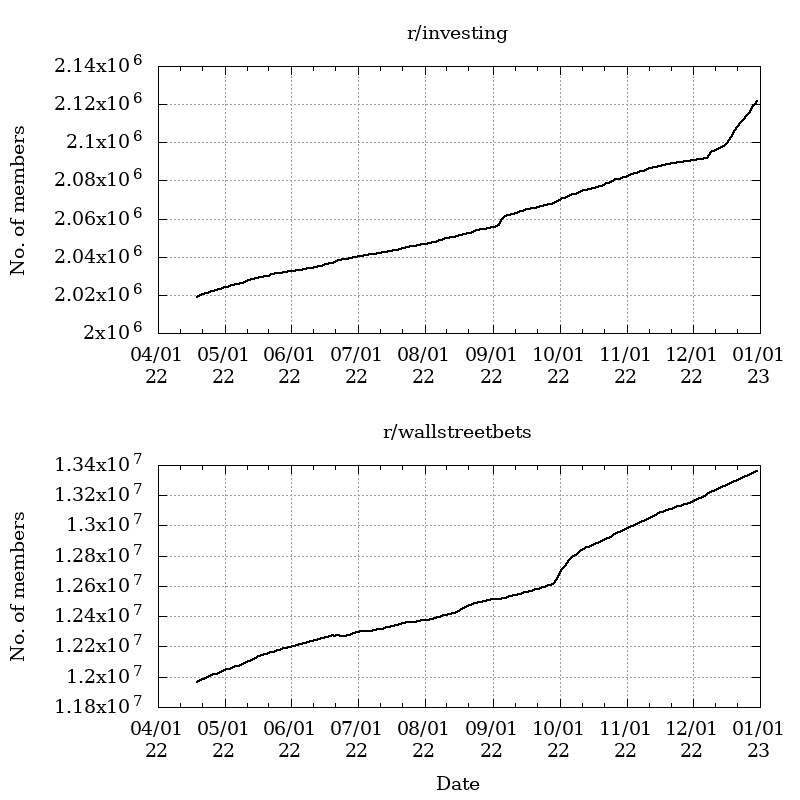 r/investing
No. of members
2.14x10^6
2.12x10^6
2.1x10^6
2.08x10^6
2.06x10^6
2.04x10^6
2.02x10^6
2x10^6
04/01 05/01 06/01 07/01 08/01 09/01 10/01 11/01 12/01 01/01
22 22 22 22 22 22 22 22 22 23
r/wallstreetbets
No. of members
1.34x10^7
1.32x10^7
1.3x10^7
1.28x10^7
1.26x10^7
1.24x10^7
1.22x10^7
1.2x10^7
1.18x10^7
04/01 05/01 06/01 07/01 08/01 09/01 10/01 11/01 12/01 01/01
22 22 22 22 22 22 22 22 22 23
Date